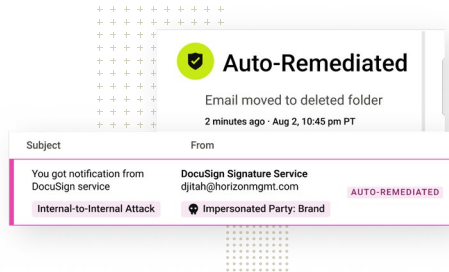 Auto-Remediated
Email moved to deleted folder
2 minutes ago · Aug 2, 10:45 pm PT
Subject From
You got notification from
DocuSign service
DocuSign Signature Service
djitah@horizonmgmt.com
AUTO-REMEDIATED
Internal-to-Internal Attack
Impersonated Party: Brand